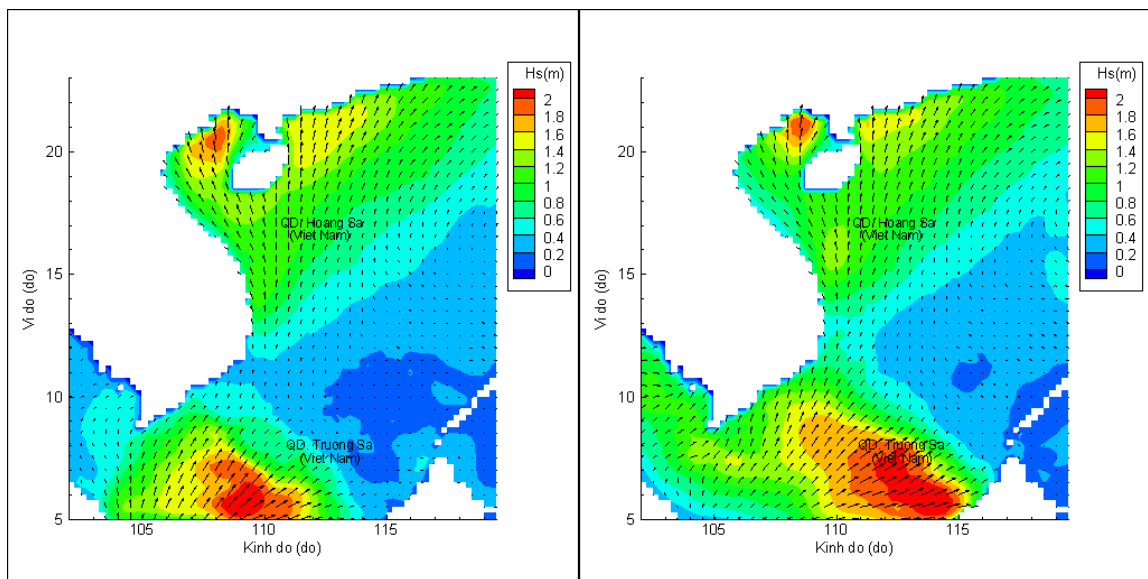 Hs(m)
2
1.8
1.6
1.4
1.2
1
0.8
0.6
0.4
0.2
0
20
15
10
5
Vi do (do)
105
110
115
Kinh do (do)
QD/ Hoang Sa
(Viet Nam)
QD. Truong Sa
(Viet Nam)
Hs(m)
2
1.8
1.6
1.4
1.2
1
0.8
0.6
0.4
0.2
0
20
15
10
5
Vi do (do)
105
110
115
Kinh do (do)
QD/ Hoang Sa
(Viet Nam)
QD. Truong Sa
(Viet Nam)